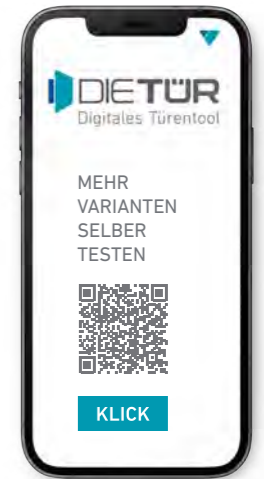 DIETÜR
Digitales Türentool
MEHR
VARIANTEN
SELBER
TESTEN
KLICK